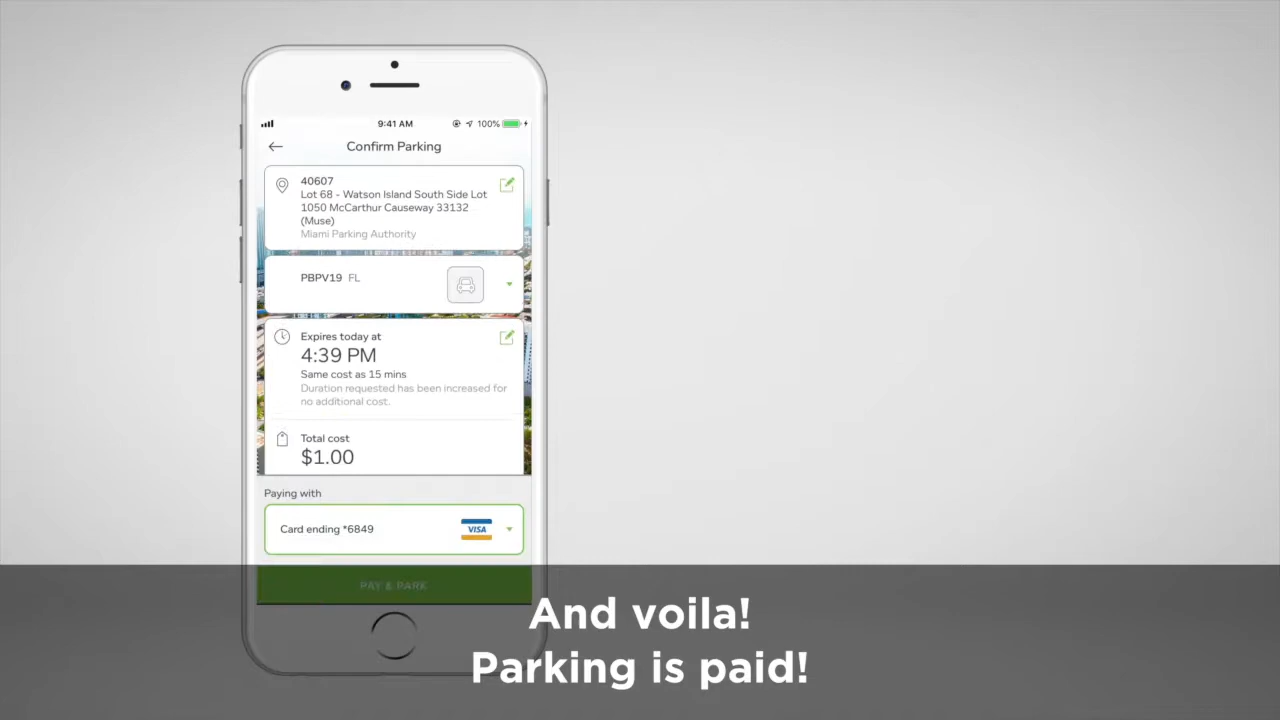 9:41 AM
100%
Confirm Parking
40607
Lot 68 - Watson Island South Side Lot
1050 McCarthur Causeway 33132
(Muse)
Miami Parking Authority
PBPV19 FL
Expires today at
4:39 PM
Same cost as 15 mins
Duration requested has been increased for
no additional cost.
Total cost
$1.00
Paying with
Card ending *6849
VISA
PAY & PARK
And voila!
Parking is paid!